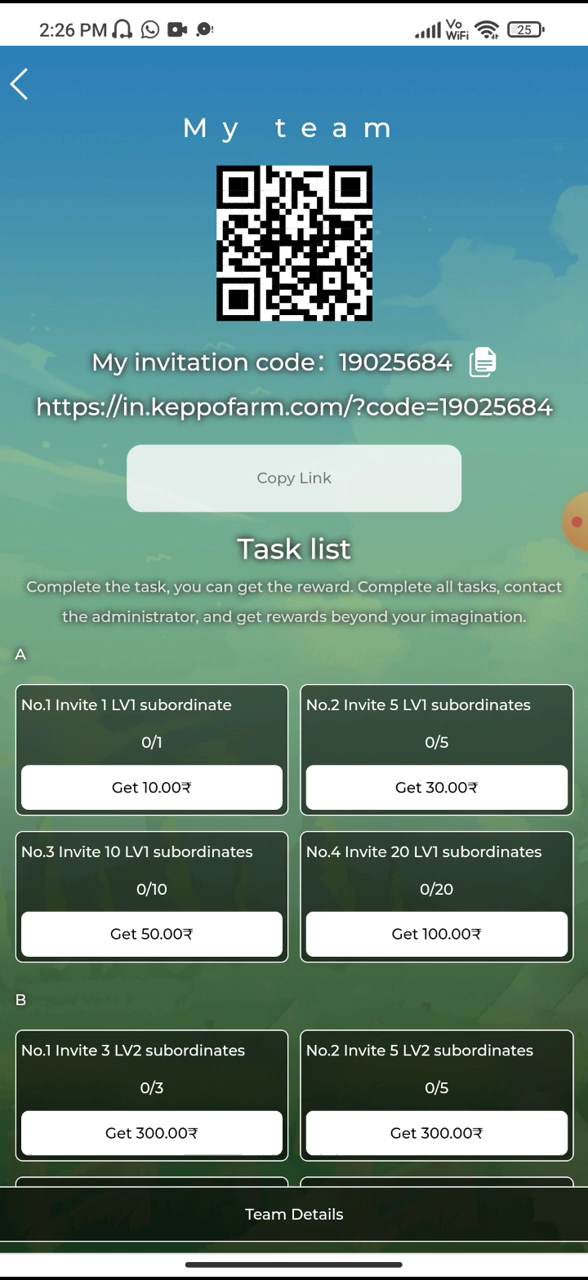 2:26 PM
Vo
WiFi
25
My team
My invitation code: 19025684
https://in.keppofarm.com/?code=19025684
Copy Link
Task list
Complete the task, you can get the reward. Complete all tasks, contact
the administrator, and get rewards beyond your imagination.
A
No.1 Invite 1 LV1 subordinate
0/1
Get 10.00₹
No.2 Invite 5 LV1 subordinates
0/5
Get 30.00₹
No.3 Invite 10 LV1 subordinates
0/10
Get 50.00₹
No.4 Invite 20 LV1 subordinates
0/20
Get 100.00₹
B
No.1 Invite 3 LV2 subordinates
0/3
Get 300.00₹
No.2 Invite 5 LV2 subordinates
0/5
Get 300.00₹
Team Details